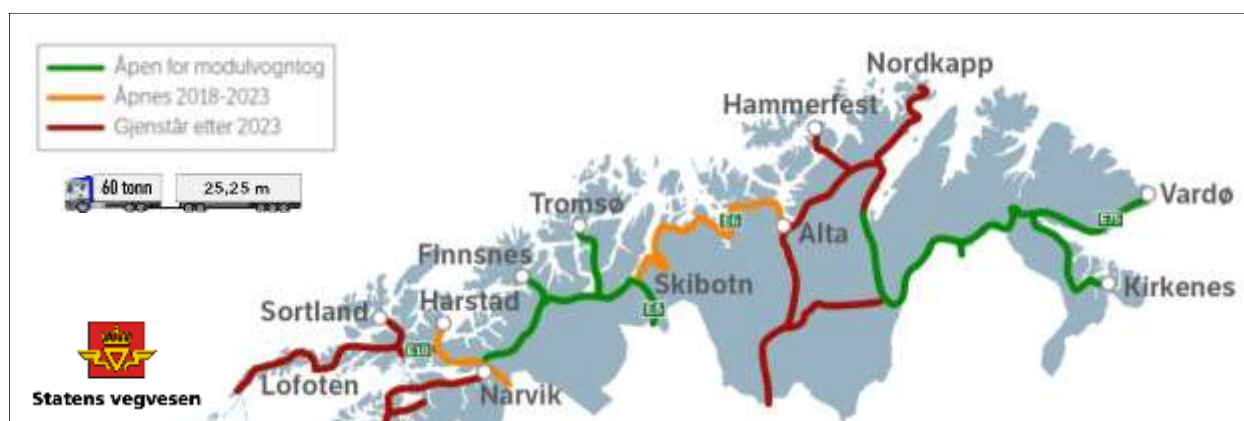 Åpen for modulvogntog
Åpnes 2018-2023
Gjenstår etter 2023
60 tonn
25,25 m
Nordkapp
Hammerfest
Vardø
Tromsø
Alta
Finnsnes
Skibotn
Kirkenes
Harstad
Sortland
E10
Lofoten
Narvik
Statens vegvesen
E6
E8
E75